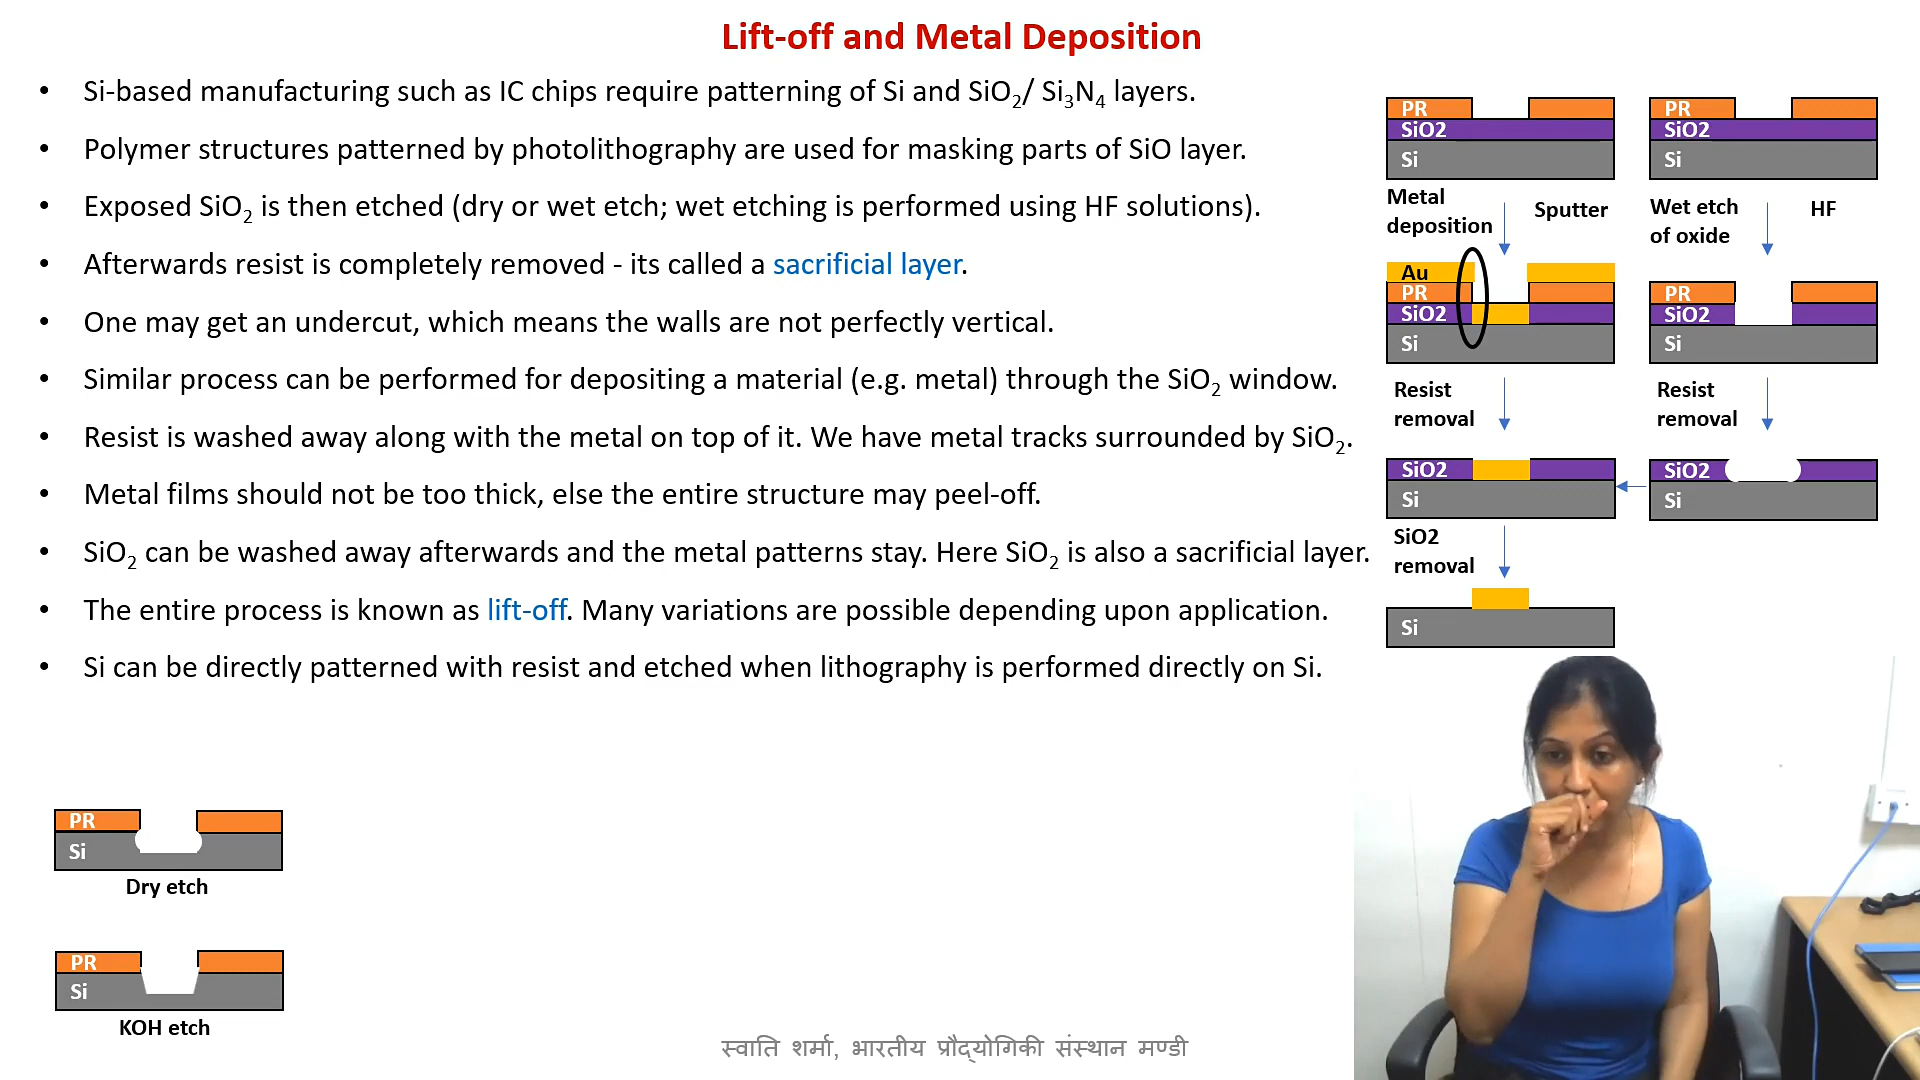 Lift-off and Metal Deposition
• Si-based manufacturing such as IC chips require patterning of Si and SiO2/ Si3N4 layers.
• Polymer structures patterned by photolithography are used for masking parts of SiO layer.
• Exposed SiO2 is then etched (dry or wet etch; wet etching is performed using HF solutions).
• Afterwards resist is completely removed - its called a sacrificial layer.
• One may get an undercut, which means the walls are not perfectly vertical.
• Similar process can be performed for depositing a material (e.g. metal) through the SiO2 window.
• Resist is washed away along with the metal on top of it. We have metal tracks surrounded by SiO2.
• Metal films should not be too thick, else the entire structure may peel-off.
• SiO2 can be washed away afterwards and the metal patterns stay. Here SiO2 is also a sacrificial layer.
• The entire process is known as lift-off. Many variations are possible depending upon application.
• Si can be directly patterned with resist and etched when lithography is performed directly on Si.
PR
SiO2
Si
Metal
deposition
Sputter
Au
PR
SiO2
Si
Resist
removal
SiO2
Si
SiO2
removal
Si
PR
SiO2
Si
Wet etch
of oxide
HF
PR
SiO2
Si
Resist
removal
SiO2
Si
PR
Si
Dry etch
PR
Si
KOH etch
स्वाति शर्मा, भारतीय प्रौद्योगिकी संस्थान मण्डी